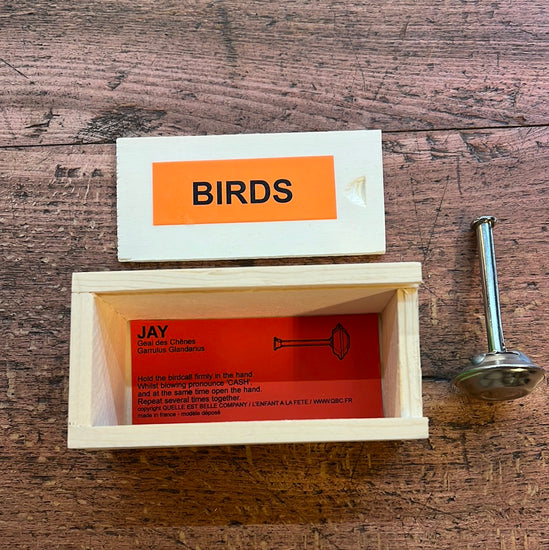 BIRDS
JAY
Geai des Chênes
Garrulus Glandarius
Hold the birdcall firmly in the hand
Whilst blowing pronounce 'CASH'
and at the same time open the hand.
Repeat several times together.
copyright QUELLE EST BELLE COMPANY / L'ENFANT A LA FETE / WWW.QBC.FR
made in france - modèle déposé